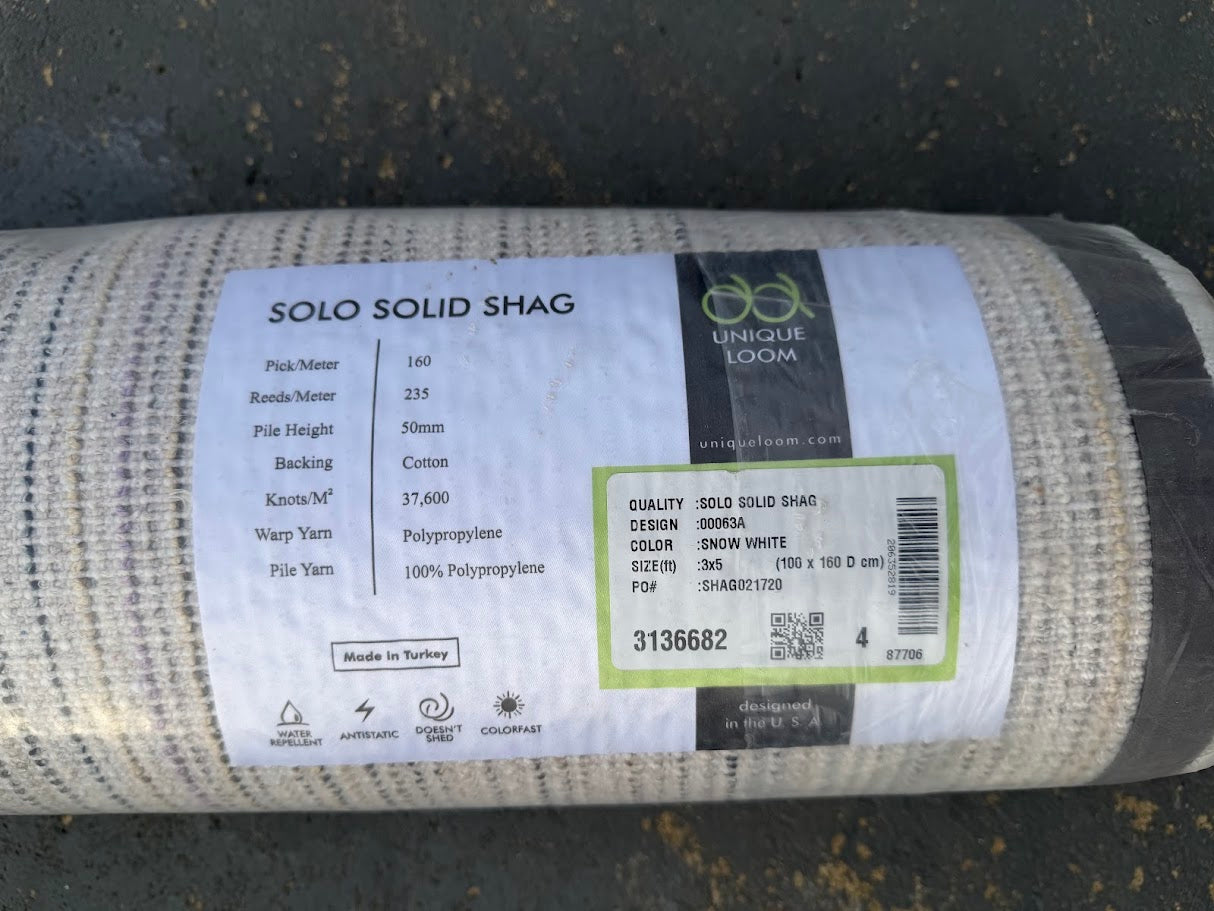 SOLO SOLID SHAG
Pick/Meter 160
Reeds/Meter 235
Pile Height 50mm
Backing Cotton
Knots/M² 37,600
Warp Yarn Polypropylene
Pile Yarn 100% Polypropylene
Made in Turkey
WATER
REPELLENT
ANTISTATIC
DOESN'T
SHED
COLORFAST
UNIQUE
LOOM
uniqueloom.com
QUALITY :SOLO SOLID SHAG
DESIGN :00063A
COLOR :SNOW WHITE
SIZE(ft) :3x5 (100 x 160 D cm)
PO# :SHAG021720
3136682
4
87706
206352819
designed
in the U. S. A